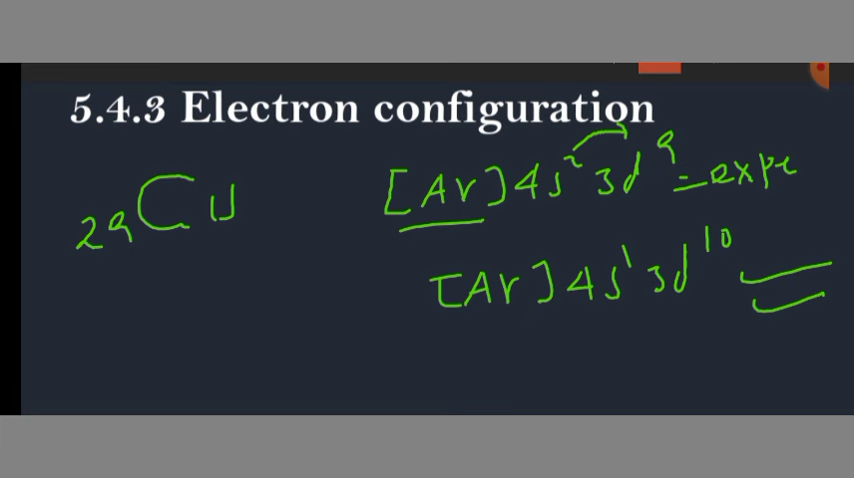 5.4.3 Electron configuration
29Cu [Ar]4s² 3d⁹ = expe
[Ar]4s¹ 3d¹⁰